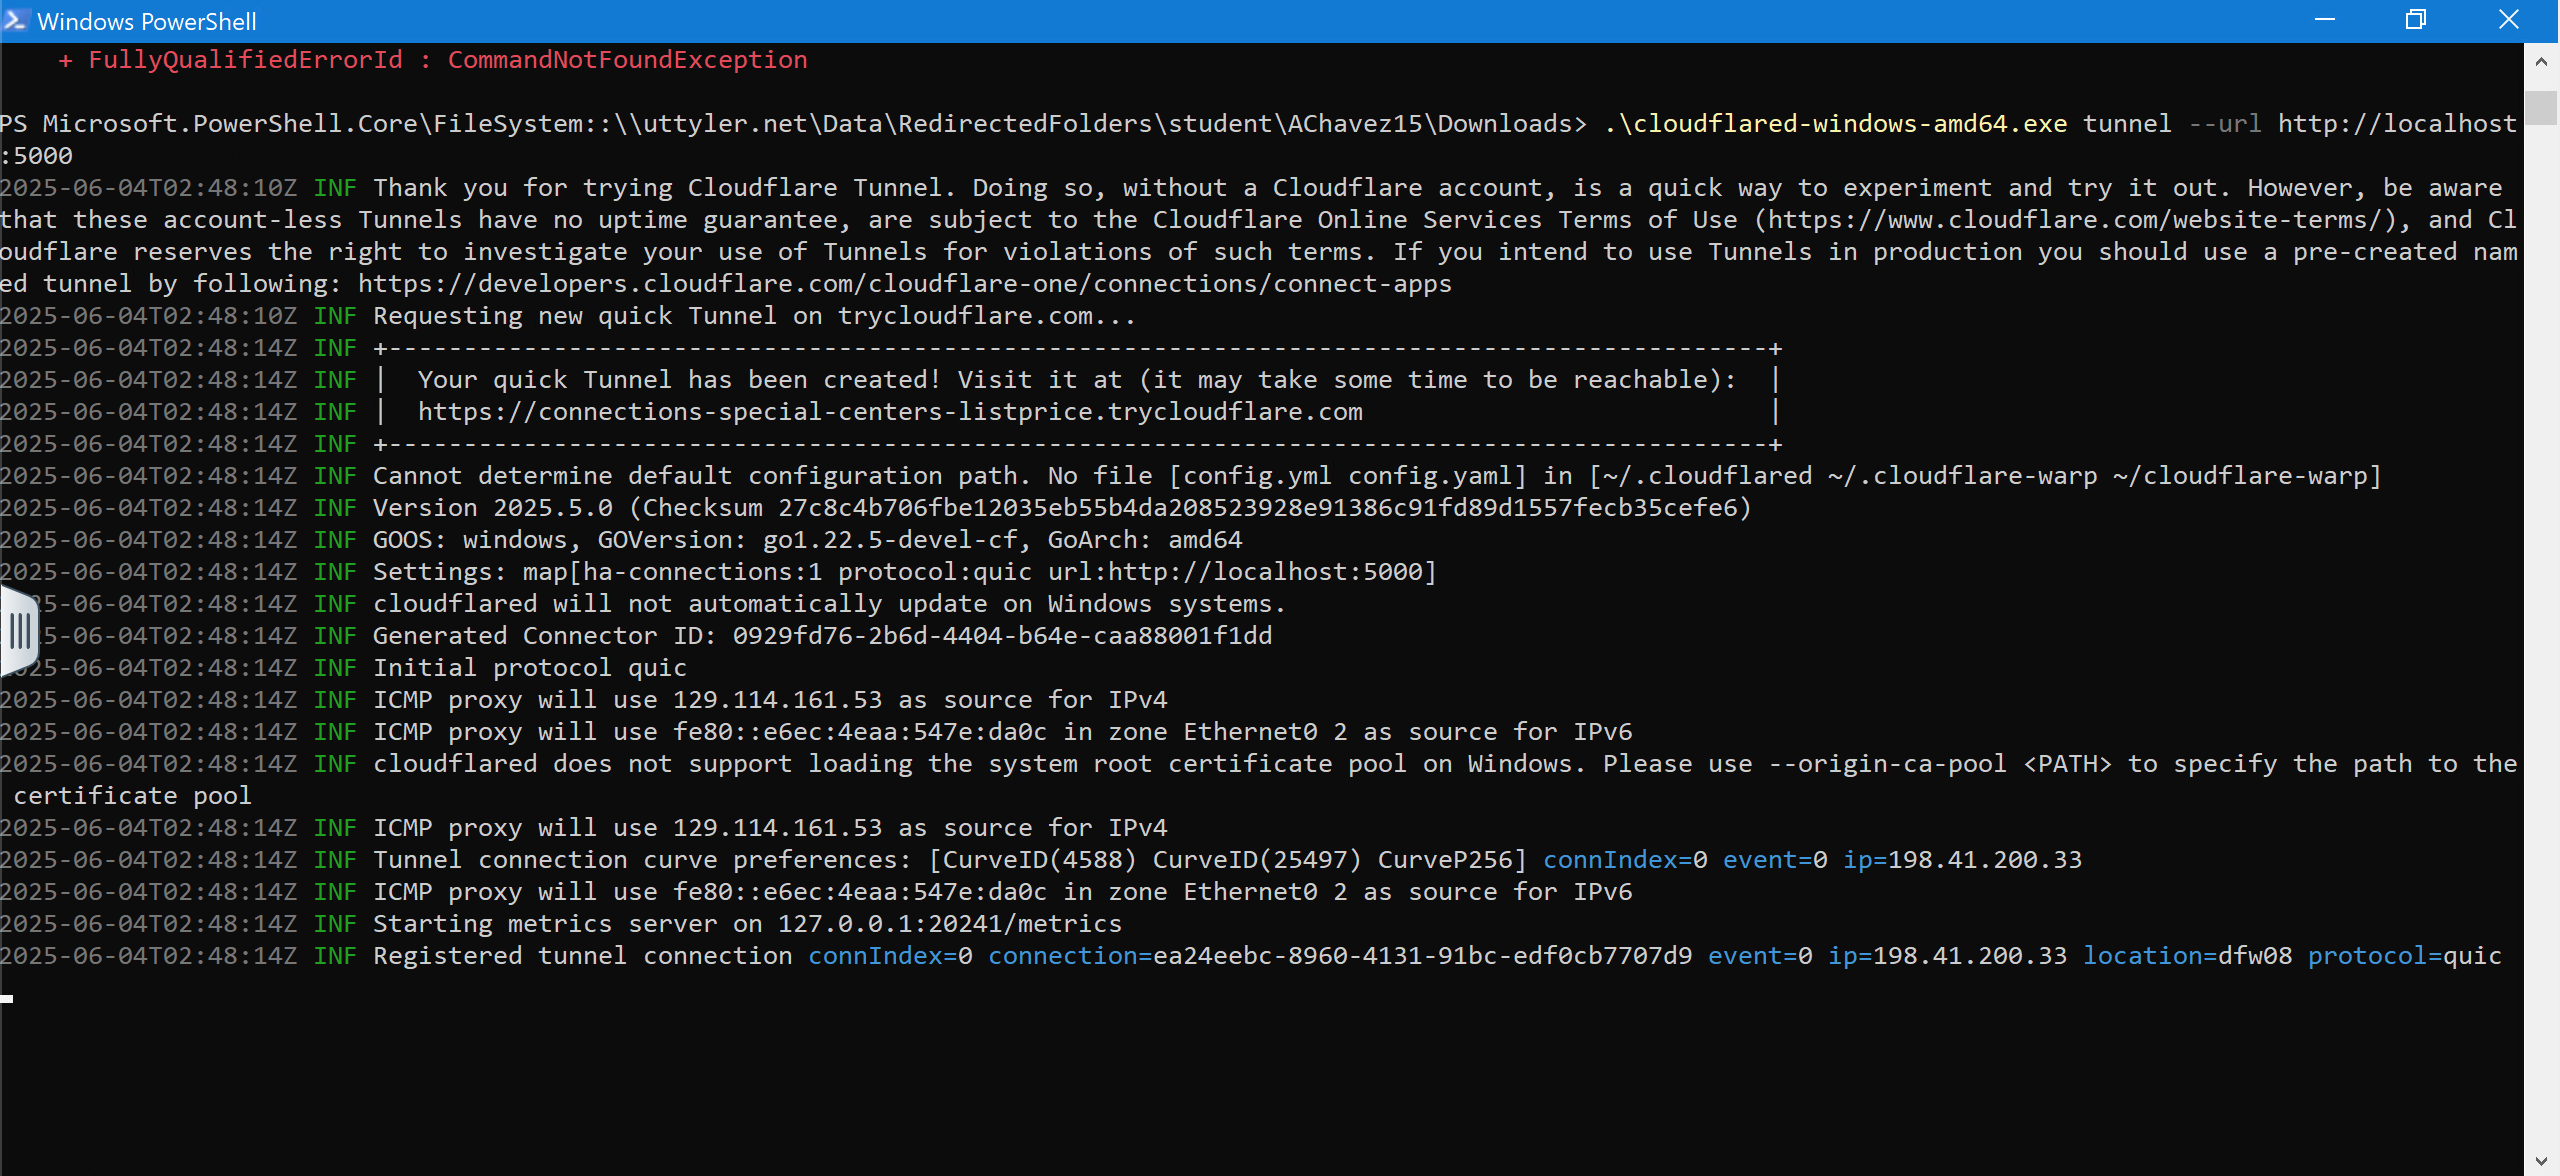 Windows PowerShell
    + FullyQualifiedErrorId : CommandNotFoundException
PS Microsoft.PowerShell.Core\FileSystem::\\uttyler.net\Data\RedirectedFolders\student\AChavez15\Downloads> .\cloudflared-windows-amd64.exe tunnel --url http://localhost
:5000
2025-06-04T02:48:10Z INF Thank you for trying Cloudflare Tunnel. Doing so, without a Cloudflare account, is a quick way to experiment and try it out. However, be aware
that these account-less Tunnels have no uptime guarantee, are subject to the Cloudflare Online Services Terms of Use (https://www.cloudflare.com/website-terms/), and Cl
oudflare reserves the right to investigate your use of Tunnels for violations of such terms. If you intend to use Tunnels in production you should use a pre-created nam
ed tunnel by following: https://developers.cloudflare.com/cloudflare-one/connections/connect-apps
2025-06-04T02:48:10Z INF Requesting new quick Tunnel on trycloudflare.com...
2025-06-04T02:48:14Z INF +--------------------------------------------------------------------------------------------+
2025-06-04T02:48:14Z INF |  Your quick Tunnel has been created! Visit it at (it may take some time to be reachable):  |
2025-06-04T02:48:14Z INF |  https://connections-special-centers-listprice.trycloudflare.com                           |
2025-06-04T02:48:14Z INF +--------------------------------------------------------------------------------------------+
2025-06-04T02:48:14Z INF Cannot determine default configuration path. No file [config.yml config.yaml] in [~/.cloudflared ~/.cloudflare-warp ~/cloudflare-warp]
2025-06-04T02:48:14Z INF Version 2025.5.0 (Checksum 27c8c4b706fbe12035eb55b4da208523928e91386c91fd89d1557fecb35cefe6)
2025-06-04T02:48:14Z INF GOOS: windows, GOVersion: go1.22.5-devel-cf, GoArch: amd64
2025-06-04T02:48:14Z INF Settings: map[ha-connections:1 protocol:quic url:http://localhost:5000]
5-06-04T02:48:14Z INF cloudflared will not automatically update on Windows systems.
5-06-04T02:48:14Z INF Generated Connector ID: 0929fd76-2b6d-4404-b64e-caa88001f1dd
25-06-04T02:48:14Z INF Initial protocol quic
2025-06-04T02:48:14Z INF ICMP proxy will use 129.114.161.53 as source for IPv4
2025-06-04T02:48:14Z INF ICMP proxy will use fe80::e6ec:4eaa:547e:da0c in zone Ethernet0 2 as source for IPv6
2025-06-04T02:48:14Z INF cloudflared does not support loading the system root certificate pool on Windows. Please use --origin-ca-pool <PATH> to specify the path to the
 certificate pool
2025-06-04T02:48:14Z INF ICMP proxy will use 129.114.161.53 as source for IPv4
2025-06-04T02:48:14Z INF Tunnel connection curve preferences: [CurveID(4588) CurveID(25497) CurveP256] connIndex=0 event=0 ip=198.41.200.33
2025-06-04T02:48:14Z INF ICMP proxy will use fe80::e6ec:4eaa:547e:da0c in zone Ethernet0 2 as source for IPv6
2025-06-04T02:48:14Z INF Starting metrics server on 127.0.0.1:20241/metrics
2025-06-04T02:48:14Z INF Registered tunnel connection connIndex=0 connection=ea24eebc-8960-4131-91bc-edf0cb7707d9 event=0 ip=198.41.200.33 location=dfw08 protocol=quic